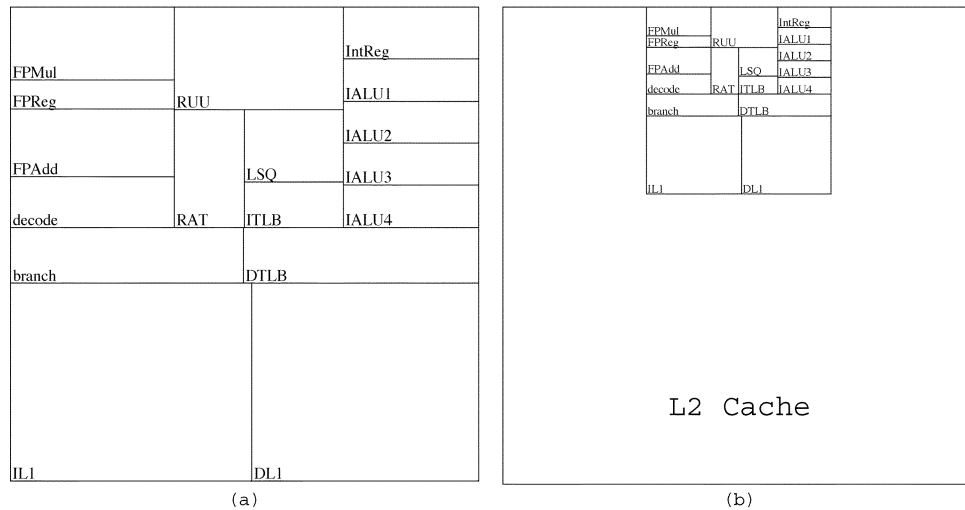 IntReg
FPMul
FPReg
RUU
IALU1
IALU2
FPAdd
LSQ
IALU3
decode
RAT
ITLB
IALU4
branch
DTLB
IL1
DL1
(a)
IntReg
FPMul
FPReg
RUU
IALU1
IALU2
FPAdd
LSQ
IALU3
decode
RAT
ITLB
IALU4
branch
DTLB
IL1
DL1
L2 Cache
(b)